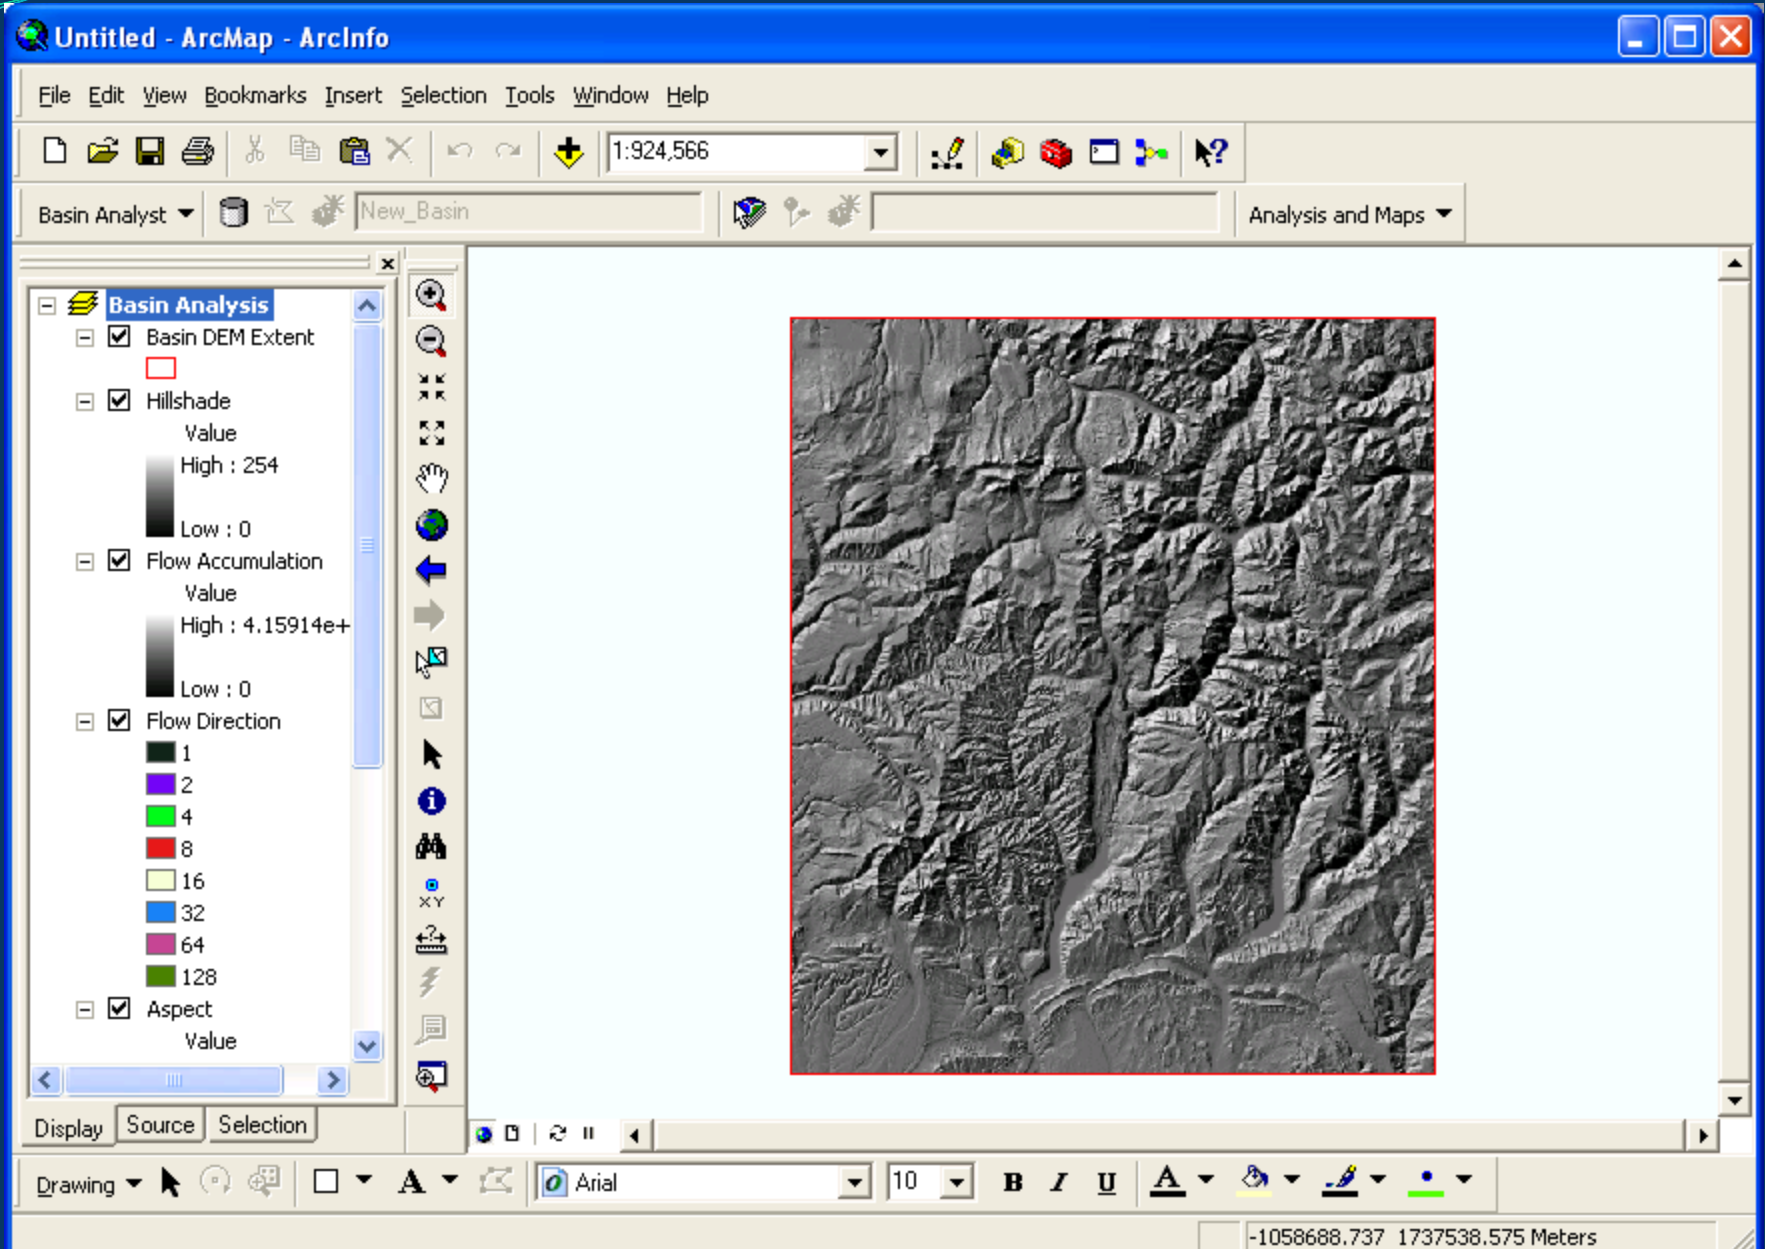 Untitled - ArcMap - ArcInfo
File Edit View Bookmarks Insert Selection Tools Window Help
1:924,566
Basin Analyst New_Basin Analysis and Maps
Basin Analysis
Basin DEM Extent
Hillshade
Value
High : 254
Low : 0
Flow Accumulation
Value
High : 4.15914e+
Low : 0
Flow Direction
1
2
4
8
16
32
64
128
Aspect
Value
XY
Display Source Selection
Drawing A Arial 10 B I U A
-1058688.737 1737538.575 Meters